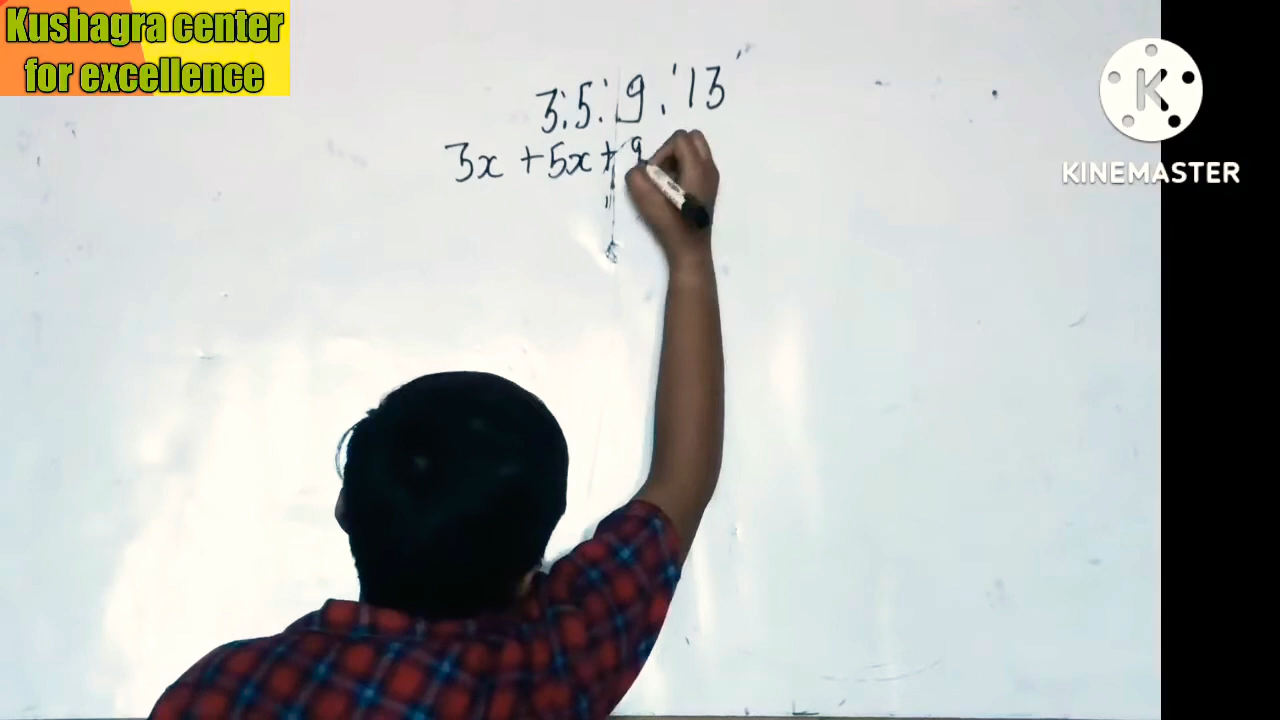 Kushagra center
for excellence
3:5:9:13
3x + 5x + 9
KINEMASTER